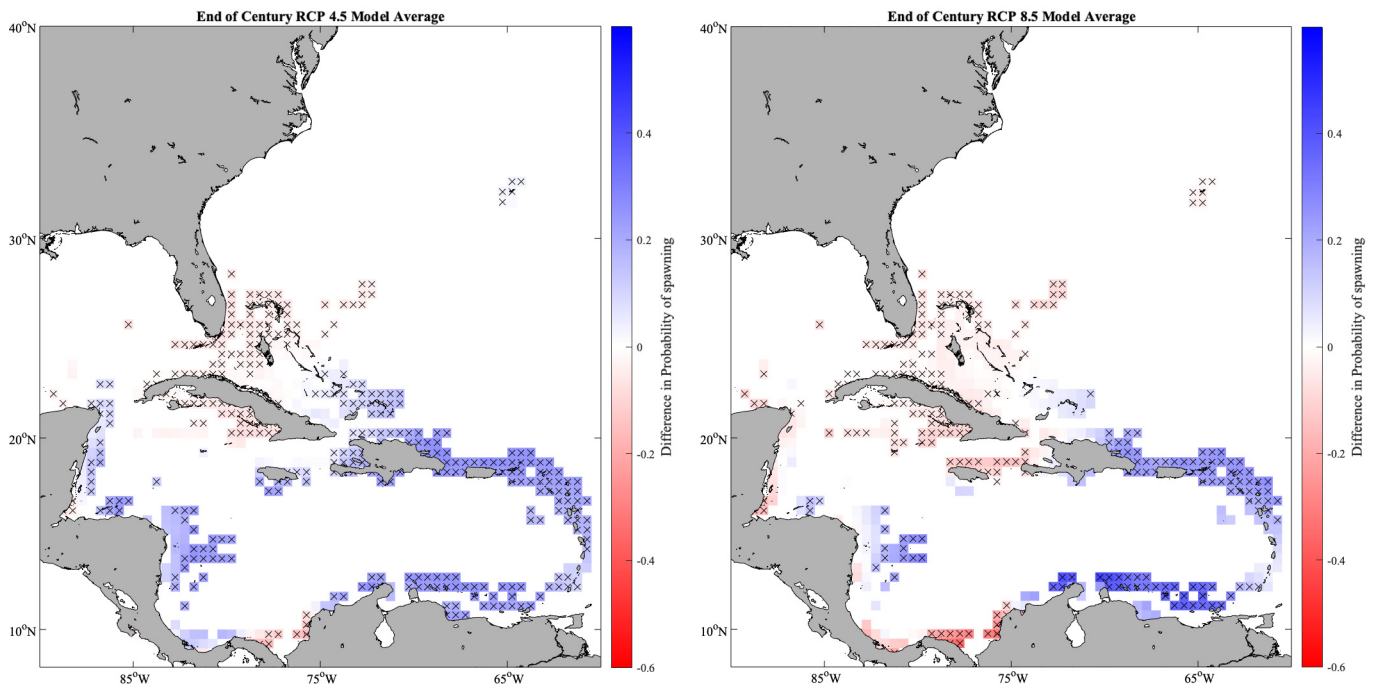 End of Century RCP 4.5 Model Average
40°N
30°N
20°N
10°N
85°W
75°W
65°W
0.4
0.2
0
-0.2
-0.4
-0.6
Difference in Probability of spawning
End of Century RCP 8.5 Model Average
40°N
30°N
20°N
10°N
85°W
75°W
65°W
0.4
0.2
0
-0.2
-0.4
-0.6
Difference in Probability of spawning